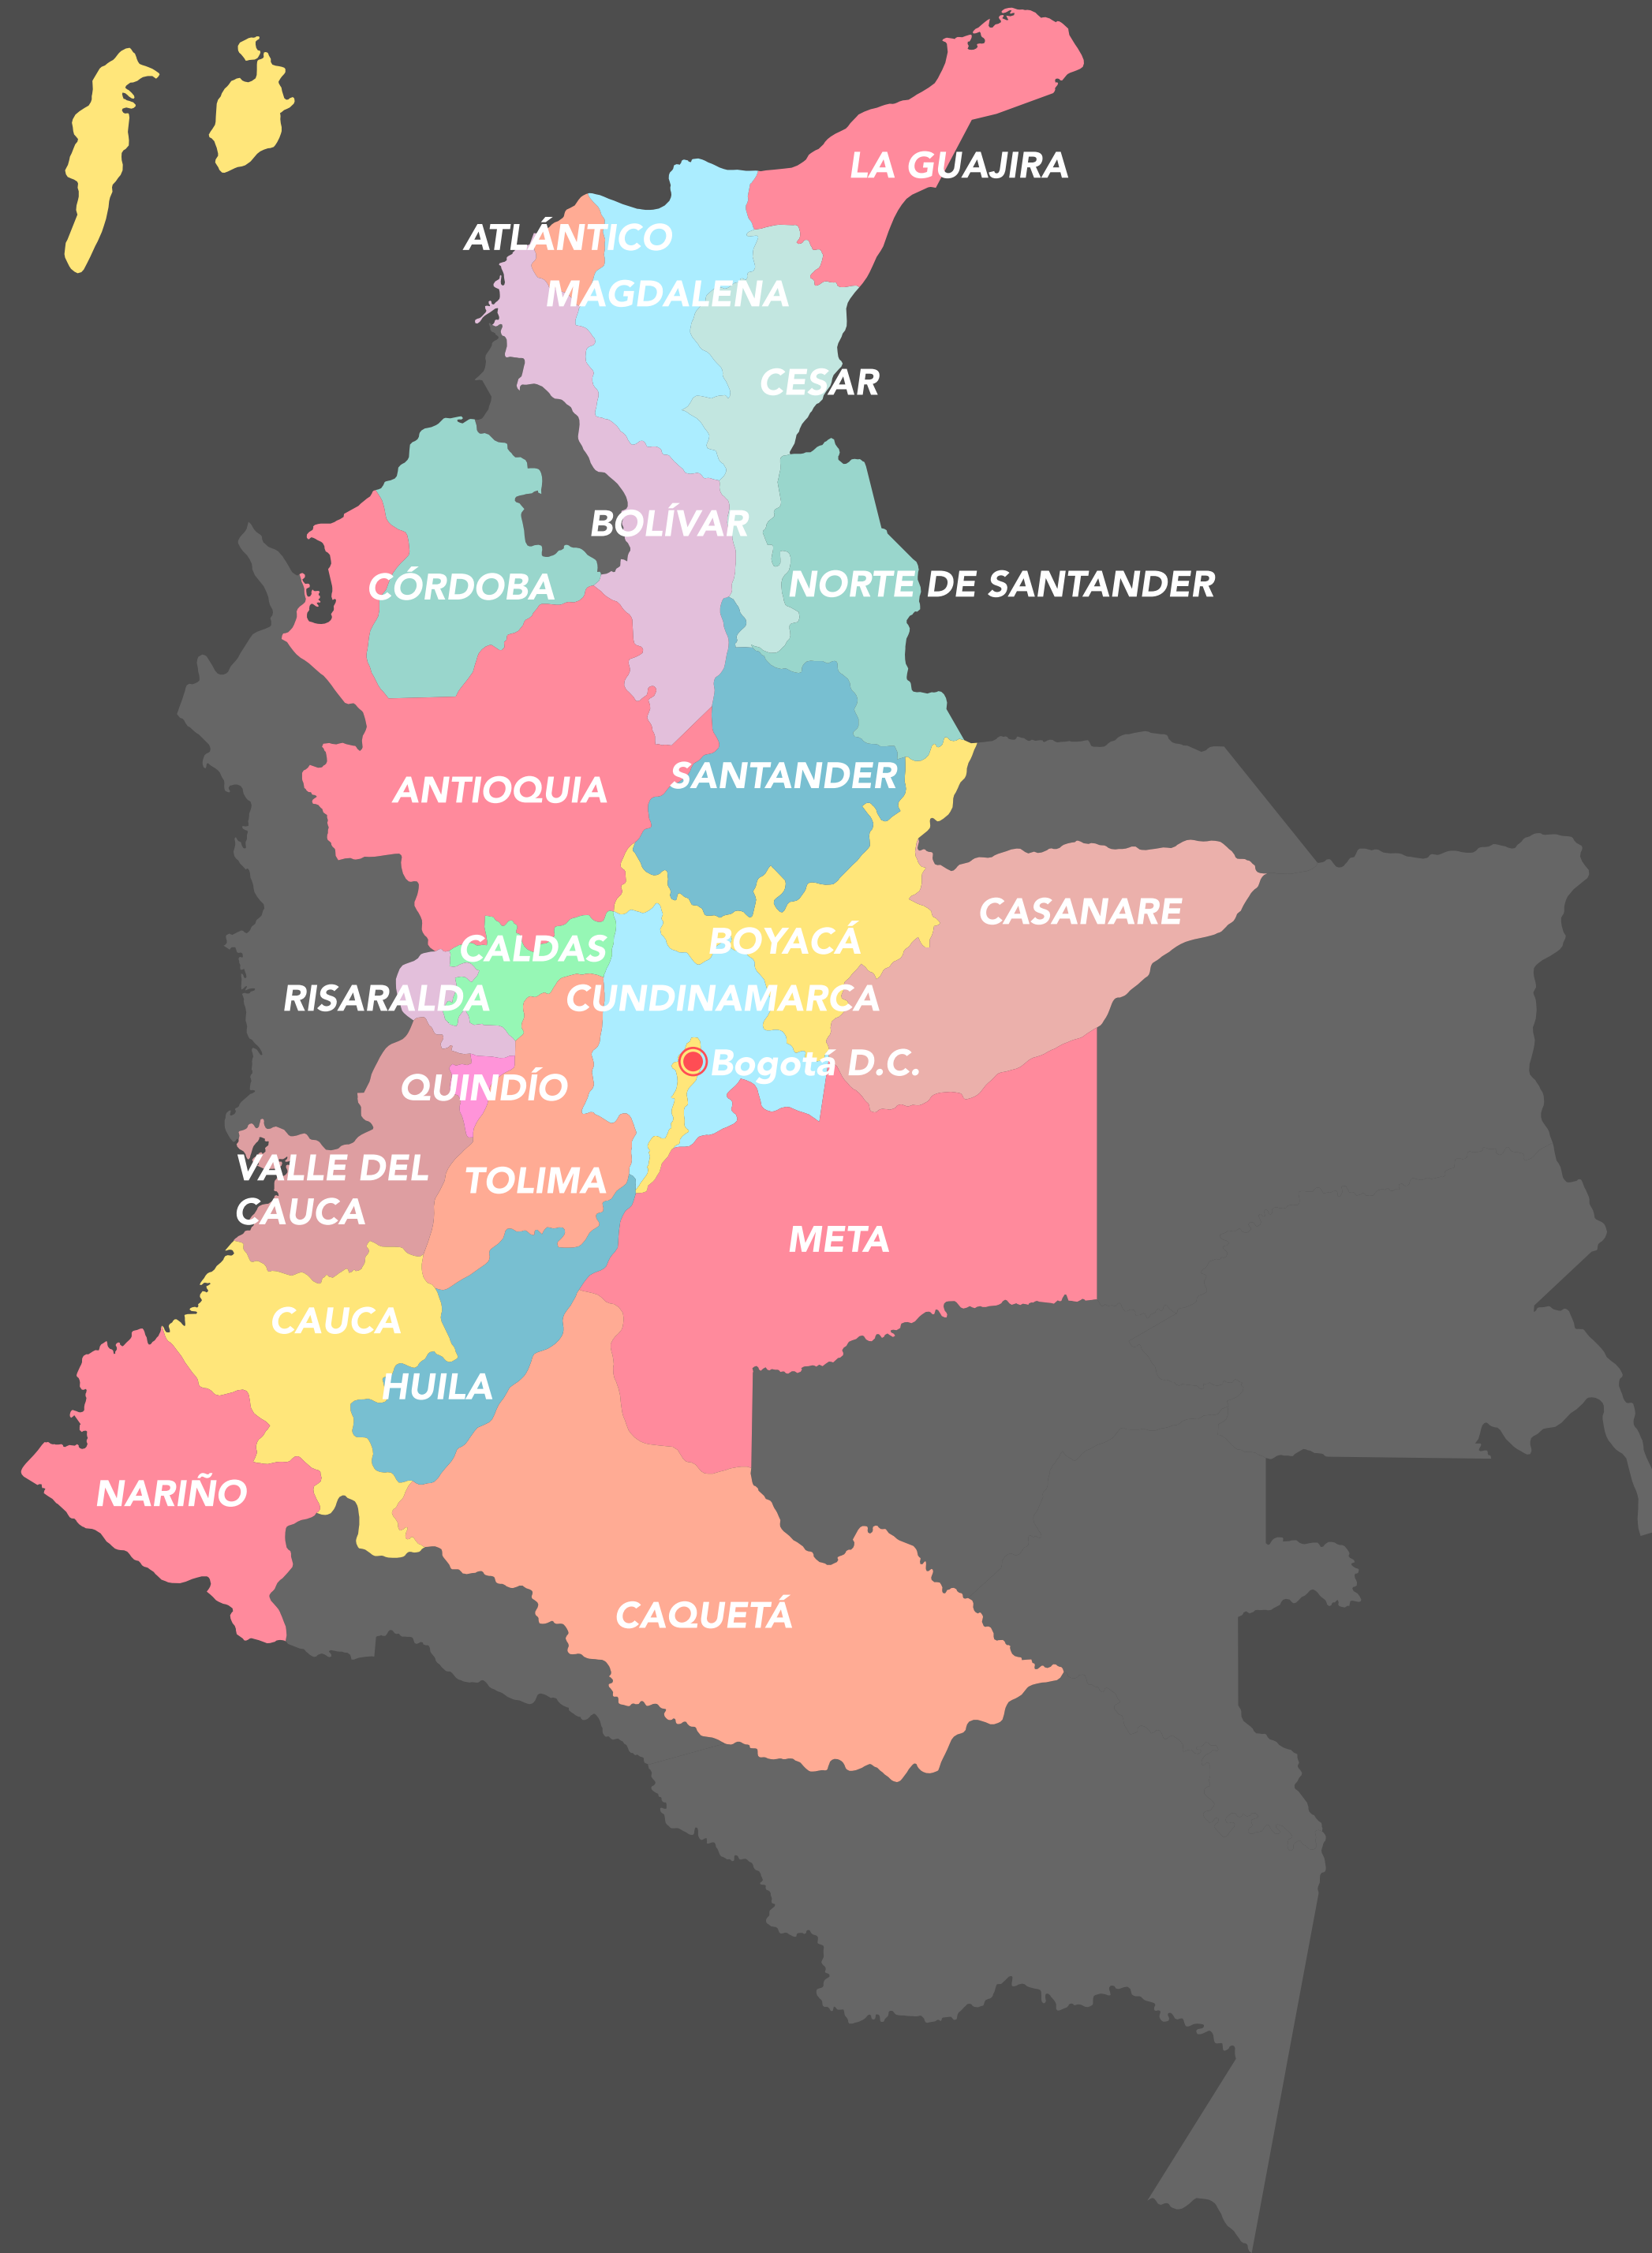 LA GUAJIRA
ATLÁNTICO
MAGDALENA
CESAR
BOLÍVAR
CÓRDOBA
NORTE DE SANTANDER
SANTANDER
ANTIOQUIA
CASANARE
BOYACÁ
CALDAS
RISARALDA
CUNDINAMARCA
Bogotá D.C.
QUINDÍO
VALLE DEL
CAUCA
TOLIMA
META
CAUCA
HUILA
NARIÑO
CAQUETÁ